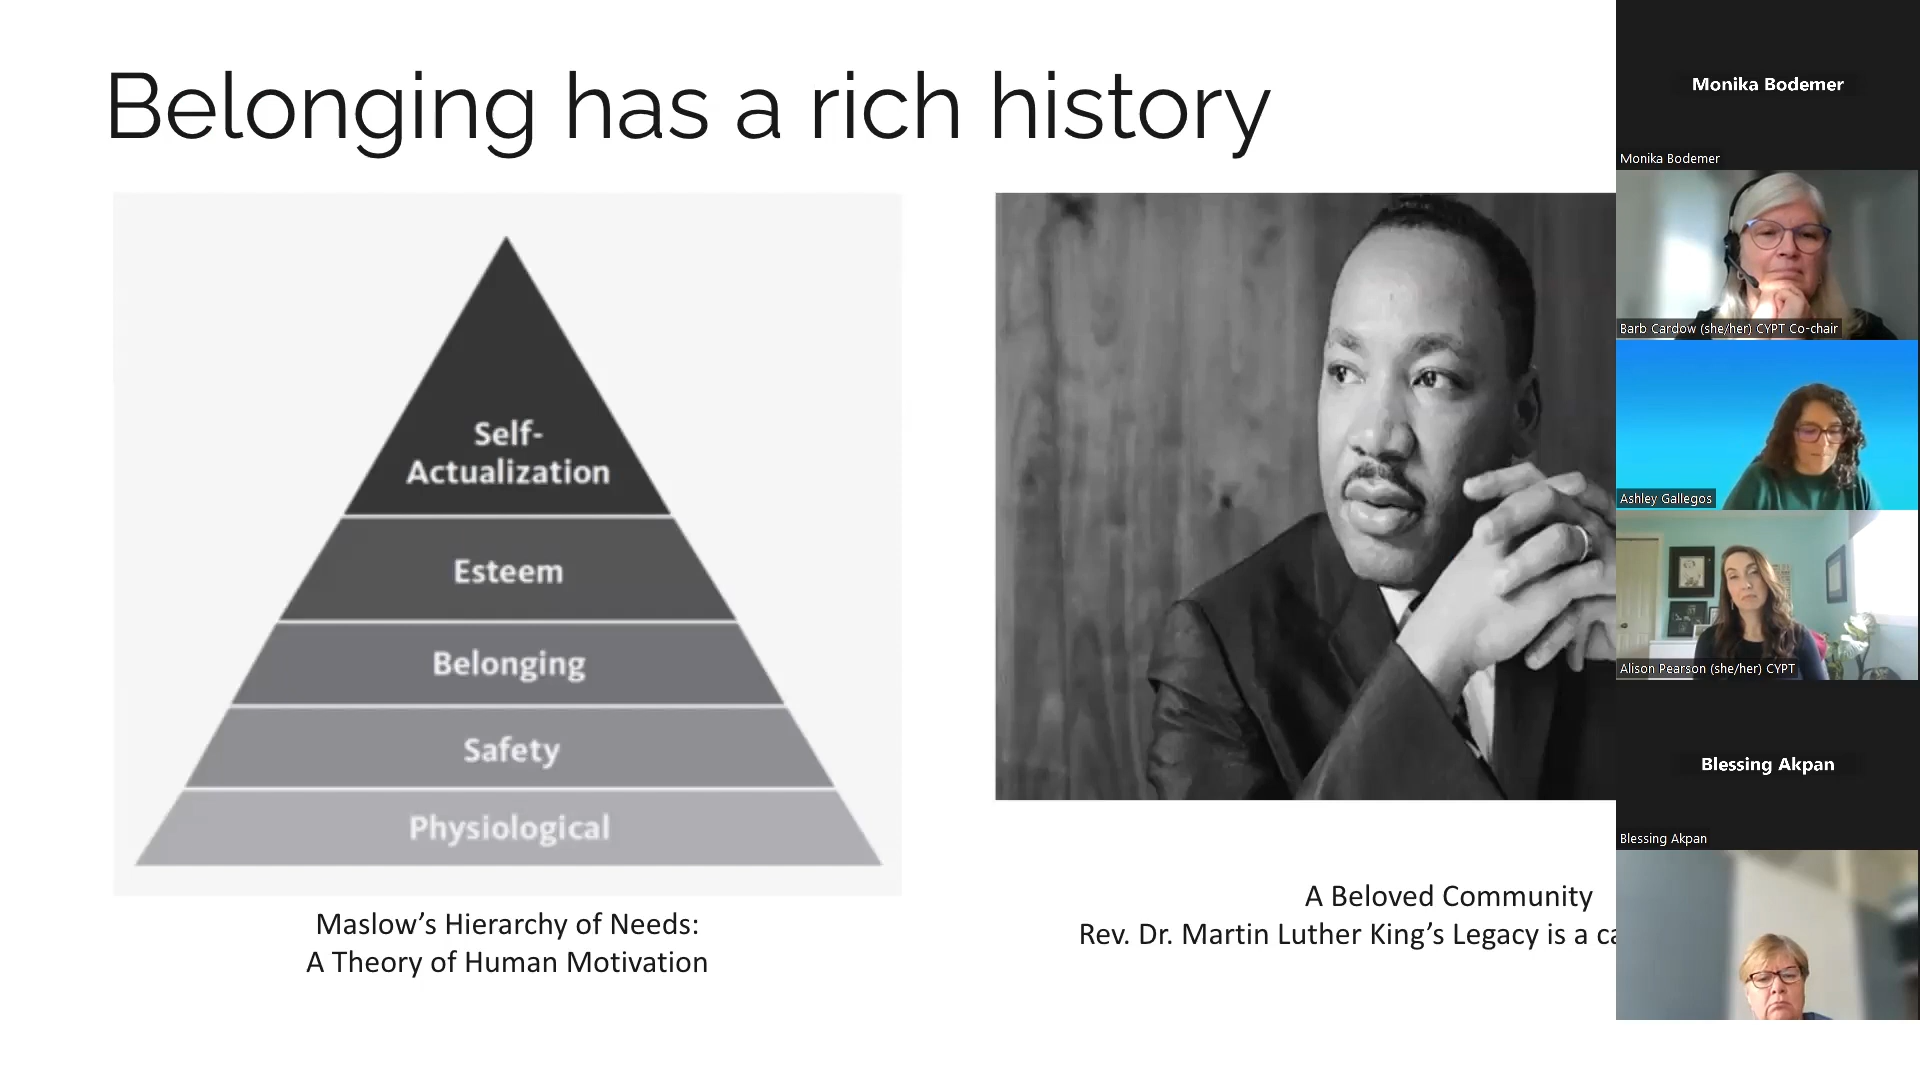 Belonging has a rich history
Self-
Actualization
Esteem
Belonging
Safety
Physiological
Maslow’s Hierarchy of Needs:
A Theory of Human Motivation
A Beloved Community
Rev. Dr. Martin Luther King’s Legacy is a
Monika Bodemer
Monika Bodemer
Barb Cardow (she/her) CYPT Co-chair
Ashley Gallegos
Alison Pearson (she/her) CYPT
Blessing Akpan
Blessing Akpan